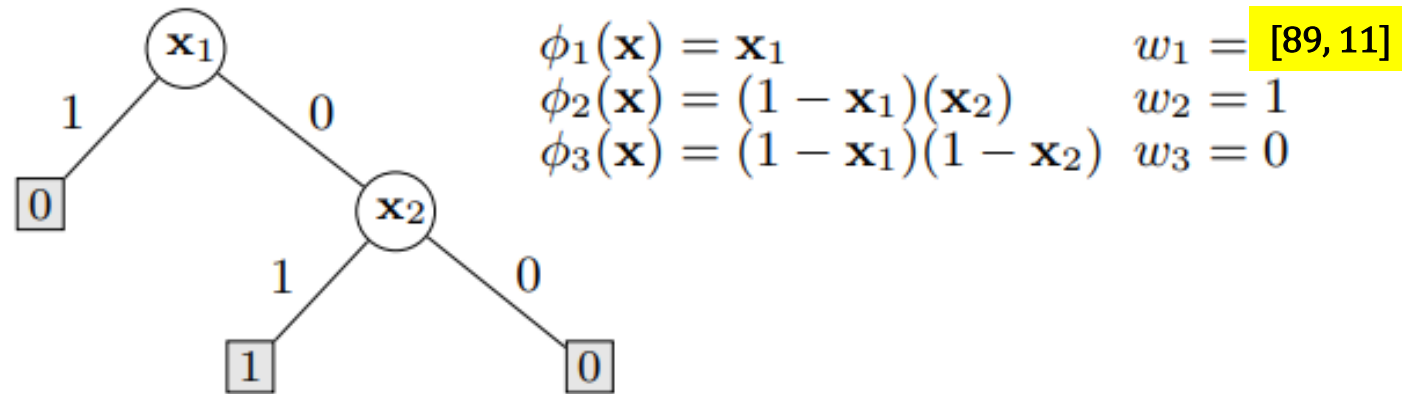 x₁
1
0
0
x₂
1
0
1
0
ϕ₁(x) = x₁ w₁ = [89, 11]
ϕ₂(x) = (1 − x₁)(x₂) w₂ = 1
ϕ₃(x) = (1 − x₁)(1 − x₂) w₃ = 0